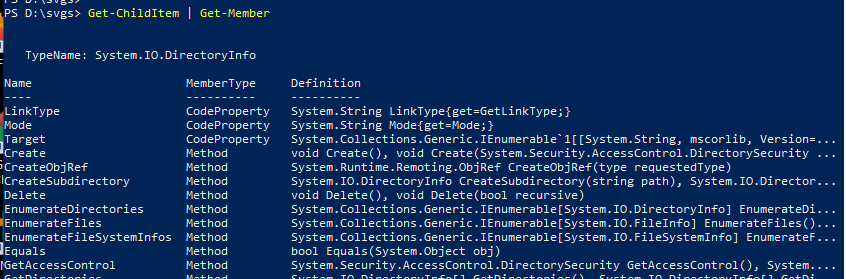 PS D:\svgs>
PS D:\svgs> Get-ChildItem | Get-Member
TypeName: System.IO.DirectoryInfo
Name MemberType Definition
---- ---------- ----------
LinkType CodeProperty System.String LinkType{get=GetLinkType;}
Mode CodeProperty System.String Mode{get=Mode;}
Target CodeProperty System.Collections.Generic.IEnumerable`1[[System.String, mscorlib, Version=...
Create Method void Create(), void Create(System.Security.AccessControl.DirectorySecurity ...
CreateObjRef Method System.Runtime.Remoting.ObjRef CreateObjRef(type requestedType)
CreateSubdirectory Method System.IO.DirectoryInfo CreateSubdirectory(string path), System.IO.Director...
Delete Method void Delete(), void Delete(bool recursive)
EnumerateDirectories Method System.Collections.Generic.IEnumerable[System.IO.DirectoryInfo] EnumerateDi...
EnumerateFiles Method System.Collections.Generic.IEnumerable[System.IO.FileInfo] EnumerateFiles()...
EnumerateFileSystemInfos Method System.Collections.Generic.IEnumerable[System.IO.FileSystemInfo] EnumerateF...
Equals Method bool Equals(System.Object obj)
GetAccessControl Method System.Security.AccessControl.DirectorySecurity GetAccessControl(), System....
GetDirectories Method System.IO.DirectoryInfo[] GetDirectories(), System.IO.DirectoryInfo[] GetDi...